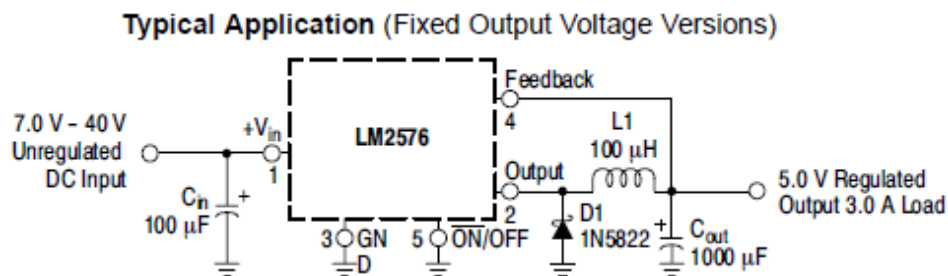 Typical Application (Fixed Output Voltage Versions)
Feedback
4
7.0 V – 40 V
Unregulated
DC Input
+Vin
1
LM2576
L1
100 µH
Output
2
5.0 V Regulated
Output 3.0 A Load
Cin
100 µF
+
3
GN
D
5
ON/OFF
D1
1N5822
+
Cout
1000 µF